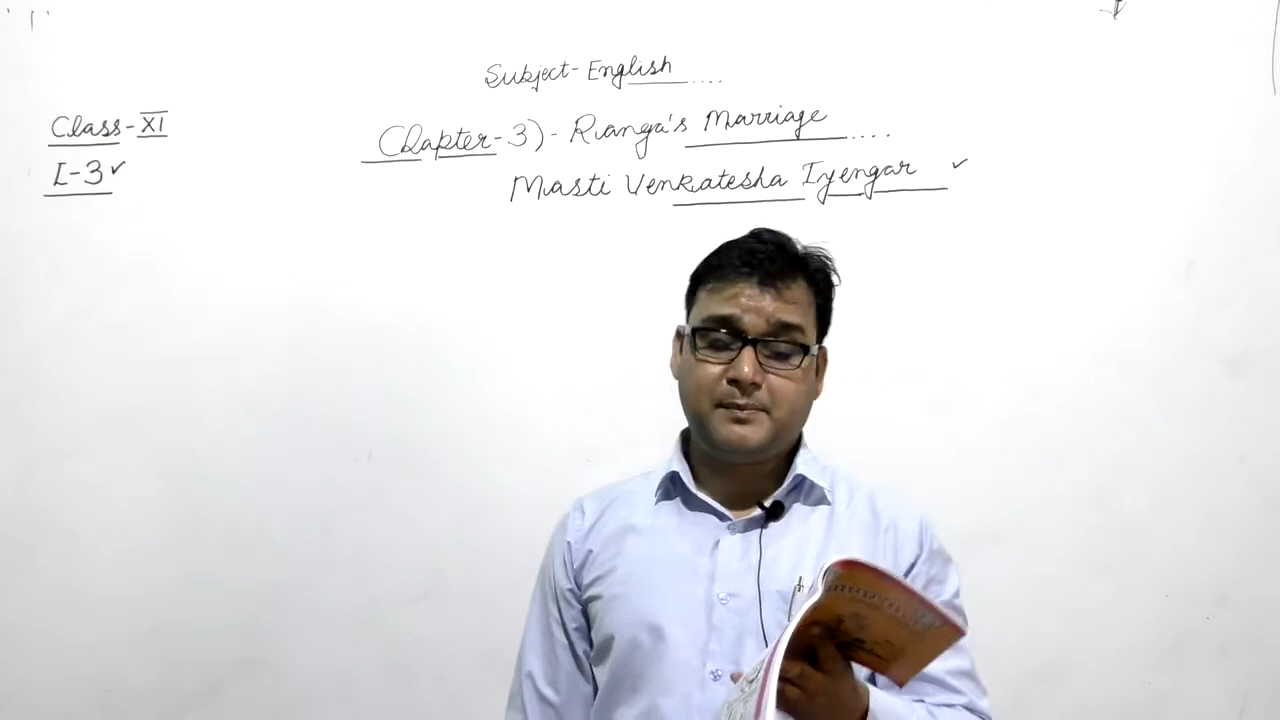 Subject- English ....
Class-XI
Chapter-3)- Ranga's Marriage ....
I-3✓
Masti Venkatesha Iyengar ✓